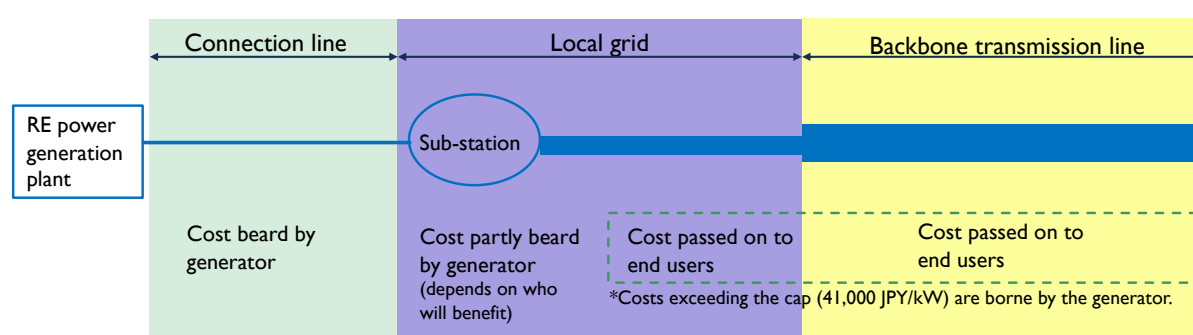 Connection line
Local grid
Backbone transmission line
RE power
generation
plant
Sub-station
Cost beard by
generator
Cost partly beard
by generator
(depends on who
will benefit)
Cost passed on to
end users
Cost passed on to
end users
*Costs exceeding the cap (41,000 JPY/kW) are borne by the generator.